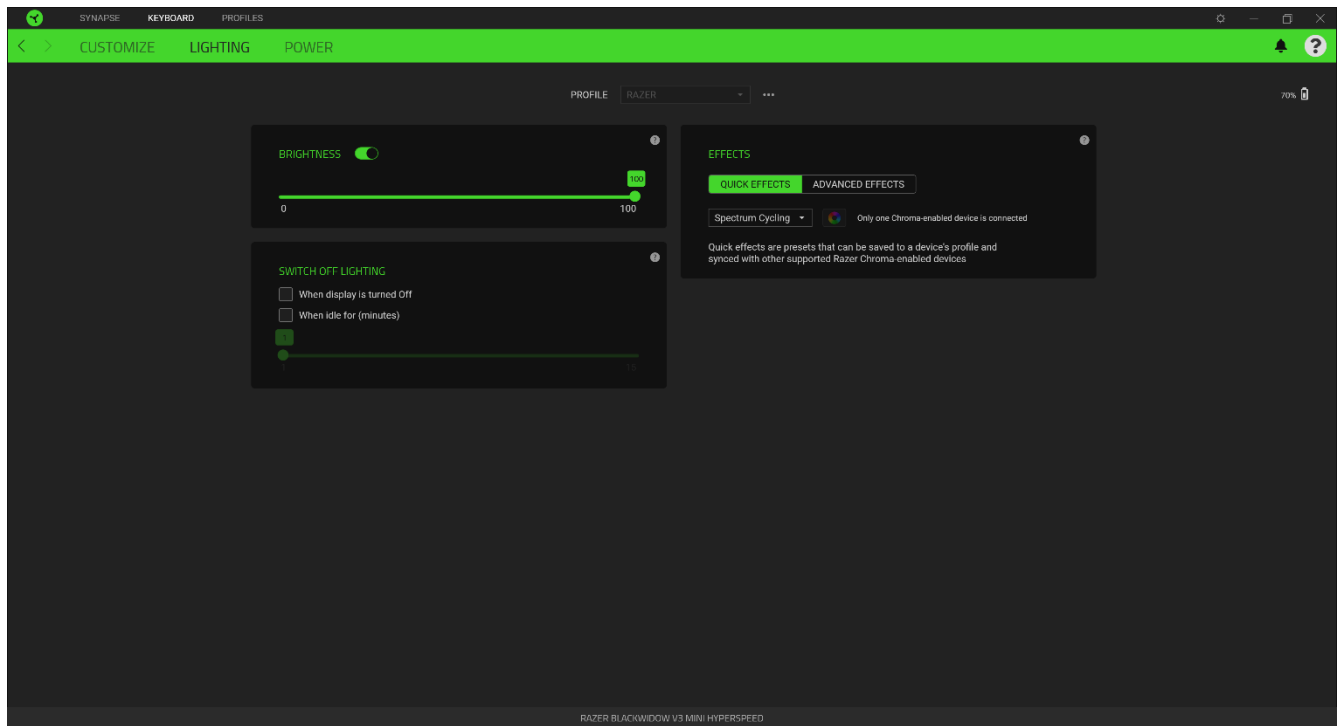 SYNAPSE KEYBOARD PROFILES
CUSTOMIZE LIGHTING POWER
?
PROFILE RAZER ...
70%
BRIGHTNESS
?
100
0 100
SWITCH OFF LIGHTING
?
When display is turned Off
When idle for (minutes)
1
1 15
EFFECTS
?
QUICK EFFECTS ADVANCED EFFECTS
Spectrum Cycling Only one Chroma-enabled device is connected
Quick effects are presets that can be saved to a device's profile and
synced with other supported Razer Chroma-enabled devices
RAZER BLACKWIDOW V3 MINI HYPERSPEED